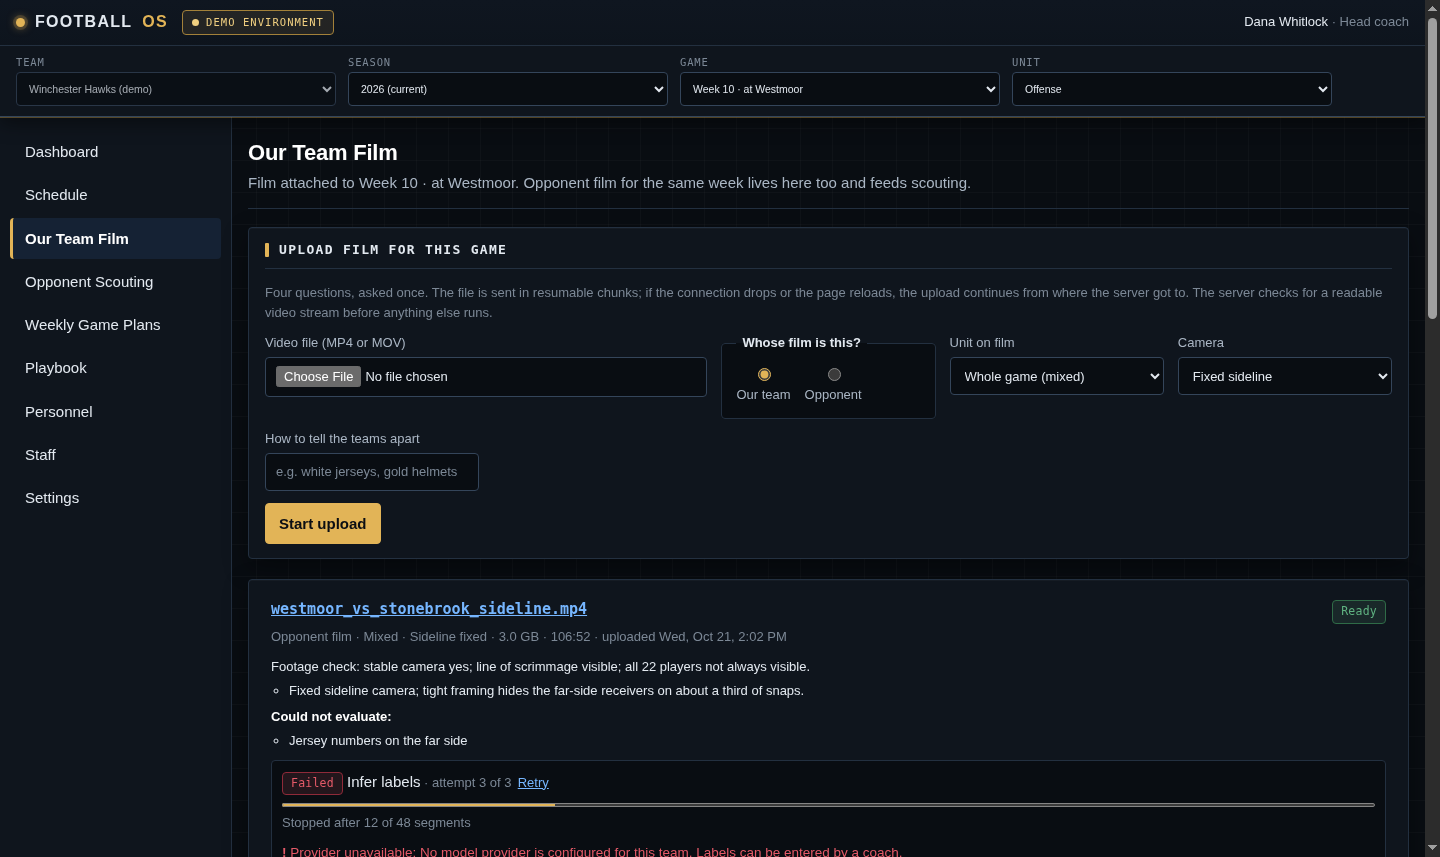 FOOTBALL OS
DEMO ENVIRONMENT
Dana Whitlock · Head coach
TEAM
SEASON
GAME
UNIT
Winchester Hawks (demo)
2026 (current)
Week 10 · at Westmoor
Offense
Dashboard
Schedule
Our Team Film
Opponent Scouting
Weekly Game Plans
Playbook
Personnel
Staff
Settings
Our Team Film
Film attached to Week 10 · at Westmoor. Opponent film for the same week lives here too and feeds scouting.
UPLOAD FILM FOR THIS GAME
Four questions, asked once. The file is sent in resumable chunks; if the connection drops or the page reloads, the upload continues from where the server got to. The server checks for a readable
video stream before anything else runs.
Video file (MP4 or MOV)
Choose File No file chosen
Whose film is this?
Our team
Opponent
Unit on film
Whole game (mixed)
Camera
Fixed sideline
How to tell the teams apart
e.g. white jerseys, gold helmets
Start upload
westmoor_vs_stonebrook_sideline.mp4
Ready
Opponent film · Mixed · Sideline fixed · 3.0 GB · 106:52 · uploaded Wed, Oct 21, 2:02 PM
Footage check: stable camera yes; line of scrimmage visible; all 22 players not always visible.
Fixed sideline camera; tight framing hides the far-side receivers on about a third of snaps.
Could not evaluate:
Jersey numbers on the far side
Failed Infer labels · attempt 3 of 3 Retry
Stopped after 12 of 48 segments
! Provider unavailable: No model provider is configured for this team. Labels can be entered by a coach.